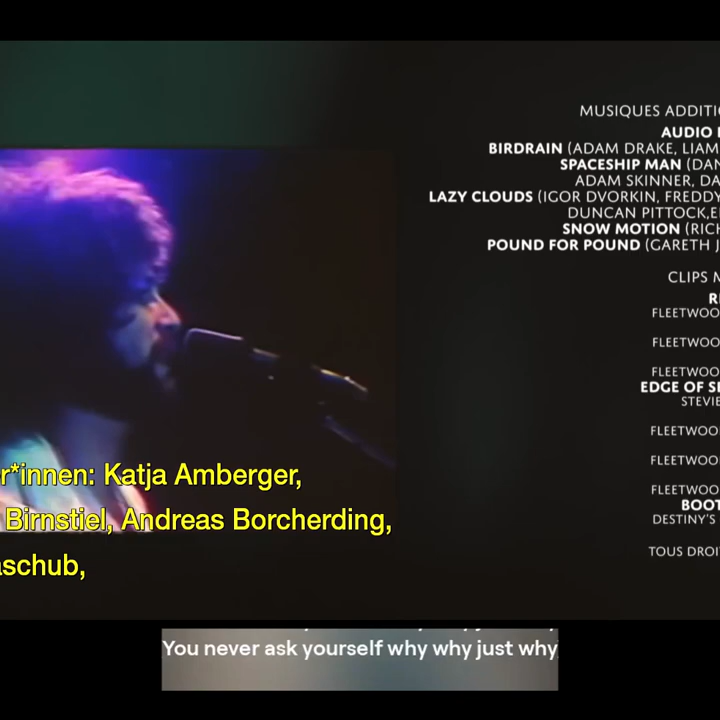 MUSIQUES ADDITIO
AUDIO
BIRDRAIN (ADAM DRAKE, LIAM
SPACESHIP MAN (DAN
ADAM SKINNER, DA
LAZY CLOUDS (IGOR DVORKIN, FREDDY
DUNCAN PITTOCK,E
SNOW MOTION (RICH
POUND FOR POUND (GARETH J
CLIPS M
FLEETWOO
FLEETWOO
FLEETWOO
EDGE OF S
STEVIE
FLEETWOO
FLEETWOO
FLEETWOO
BOOT
DESTINY'S
TOUS DROI
r*innen: Katja Amberger,
Birnstiel, Andreas Borcherding,
aschub,
You never ask yourself why why just why